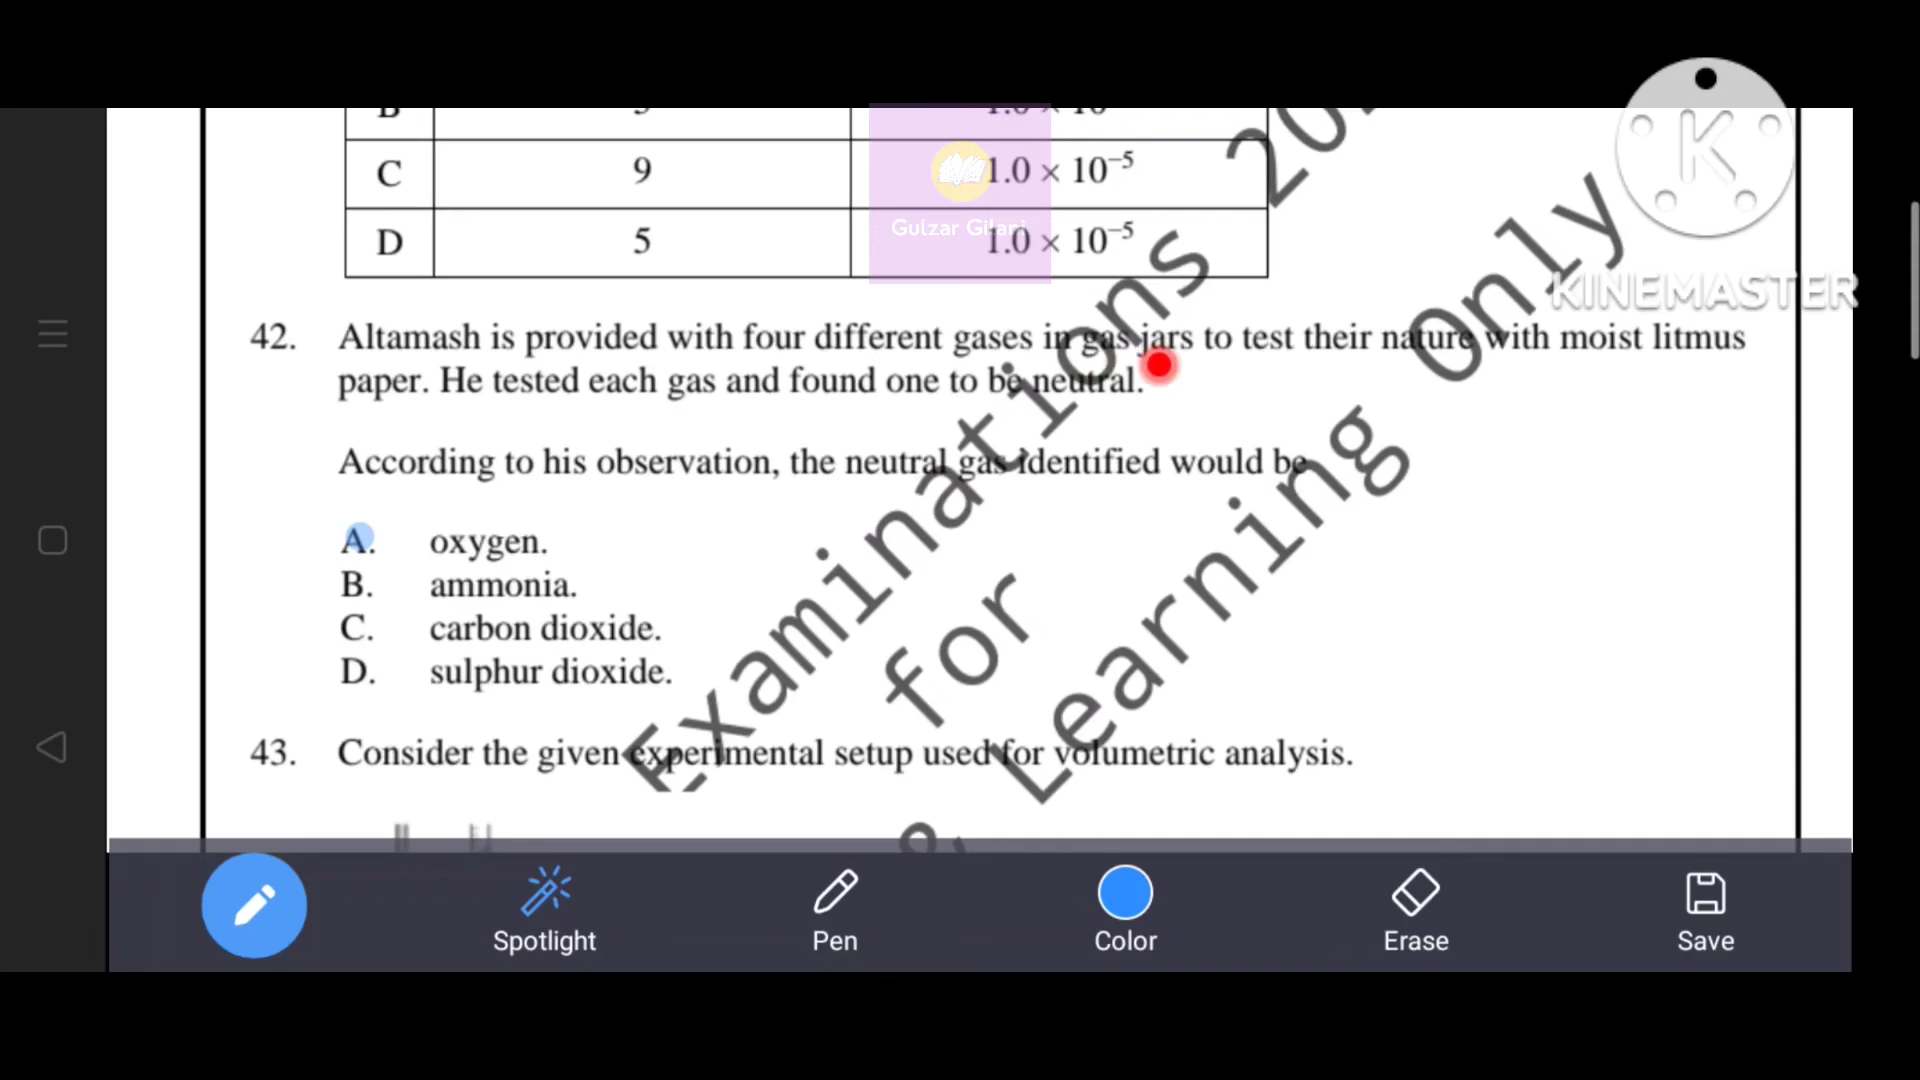 C 9 1.0 × 10⁻⁵
D 5 1.0 × 10⁻⁵
Gulzar Gilani
KINEMASTER
42. Altamash is provided with four different gases in gas jars to test their nature with moist litmus
paper. He tested each gas and found one to be neutral.
According to his observation, the neutral gas identified would be
A. oxygen.
B. ammonia.
C. carbon dioxide.
D. sulphur dioxide.
43. Consider the given experimental setup used for volumetric analysis.
Examinations
for
& Learning Only
Spotlight Pen Color Erase Save